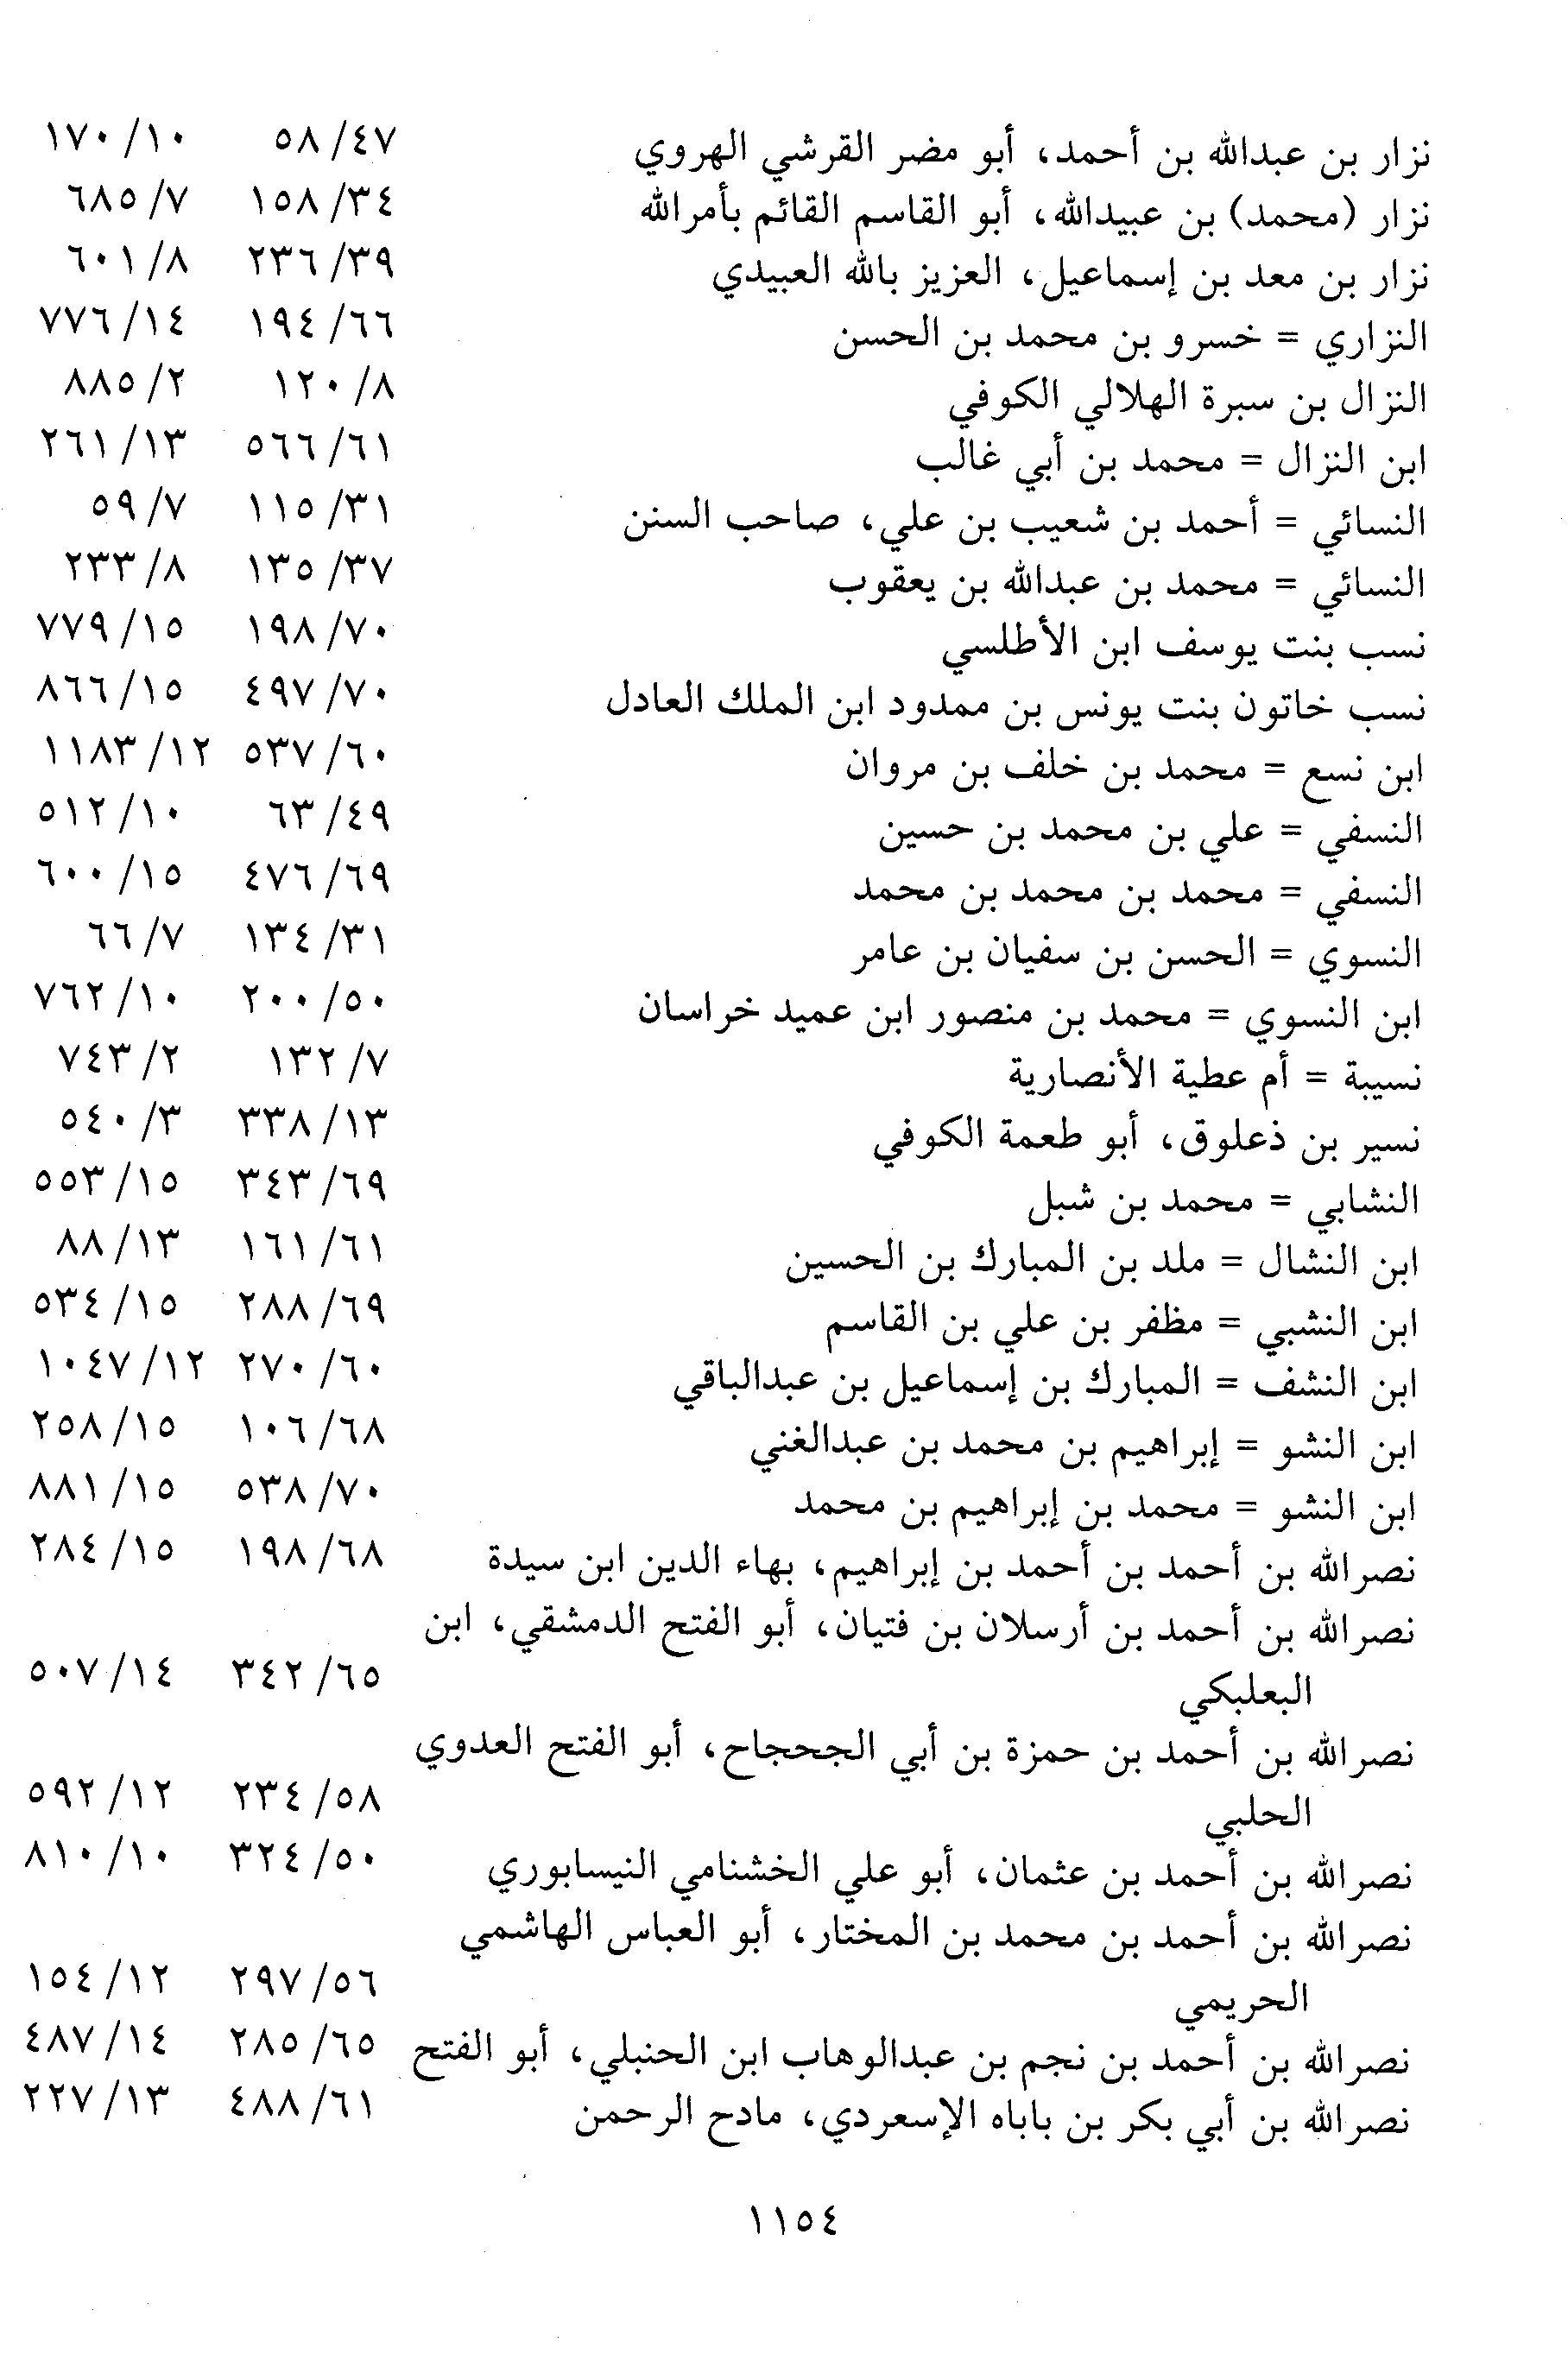 نزار بن عبدالله بن أحمد، أبو مضر القرشي الهروي ٥٨/٤٧ ١٧٠/١٠
نزار (محمد) بن عبيدالله، أبو القاسم القائم بأمرالله ١٥٨/٣٤ ٦٨٥/٧
نزار بن معد بن إسماعيل، العزيز بالله العبيدي ٢٣٦/٣٩ ٦٠١/٨
النزاري = خسرو بن محمد بن الحسن ١٩٤/٦٦ ٧٧٦/١٤
النزال بن سبرة الهلالي الكوفي ١٢٠/٨ ٨٨٥/٢
ابن النزال = محمد بن أبي غالب ٥٦٦/٦١ ٢٦١/١٣
النسائي = أحمد بن شعيب بن علي، صاحب السنن ١١٥/٣١ ٥٩/٧
النسائي = محمد بن عبدالله بن يعقوب ١٣٥/٣٧ ٢٣٣/٨
نسب بنت يوسف ابن الأطلسي ١٩٨/٧٠ ٧٧٩/١٥
نسب خاتون بنت يونس بن ممدود ابن الملك العادل ٤٩٧/٧٠ ٨٦٦/١٥
ابن نسع = محمد بن خلف بن مروان ٥٣٧/٦٠ ١١٨٣/١٢
النسفي = علي بن محمد بن حسين ٦٣/٤٩ ٥١٢/١٠
النسفي = محمد بن محمد بن محمد ٤٧٦/٦٩ ٦٠٠/١٥
النسوي = الحسن بن سفيان بن عامر ١٣٤/٣١ ٦٦/٧
ابن النسوي = محمد بن منصور ابن عميد خراسان ٢٠٠/٥٠ ٧٦٢/١٠
نسيبة = أم عطية الأنصارية ١٣٢/٧ ٧٤٣/٢
نسير بن ذعلوق، أبو طعمة الكوفي ٣٣٨/١٣ ٥٤٠/٣
النشابي = محمد بن شبل ٣٤٣/٦٩ ٥٥٣/١٥
ابن النشال = ملد بن المبارك بن الحسين ١٦١/٦١ ٨٨/١٣
ابن النشبي = مظفر بن علي بن القاسم ٢٨٨/٦٩ ٥٣٤/١٥
ابن النشف = المبارك بن إسماعيل بن عبدالباقي ٢٧٠/٦٠ ١٠٤٧/١٢
ابن النشو = إبراهيم بن محمد بن عبدالغني ١٠٦/٦٨ ٢٥٨/١٥
ابن النشو = محمد بن إبراهيم بن محمد ٥٣٨/٧٠ ٨٨١/١٥
نصرالله بن أحمد بن أحمد بن إبراهيم، بهاء الدين ابن سيدة ١٩٨/٦٨ ٢٨٤/١٥
نصرالله بن أحمد بن أرسلان بن فتيان، أبو الفتح الدمشقي، ابن
البعلبكي ٣٤٢/٦٥ ٥٠٧/١٤
نصرالله بن أحمد بن حمزة بن أبي الجحجاح، أبو الفتح العدوي
الحلبي ٢٣٤/٥٨ ٥٩٢/١٢
نصرالله بن أحمد بن عثمان، أبو علي الخشنامي النيسابوري ٣٢٤/٥٠ ٨١٠/١٠
نصرالله بن أحمد بن محمد بن المختار، أبو العباس الهاشمي
الحريمي ٢٩٧/٥٦ ١٥٤/١٢
نصرالله بن أحمد بن نجم بن عبدالوهاب ابن الحنبلي، أبو الفتح ٢٨٥/٦٥ ٤٨٧/١٤
نصرالله بن أبي بكر بن باباه الإسعردي، مادح الرحمن ٤٨٨/٦١ ٢٢٧/١٣
١١٥٤